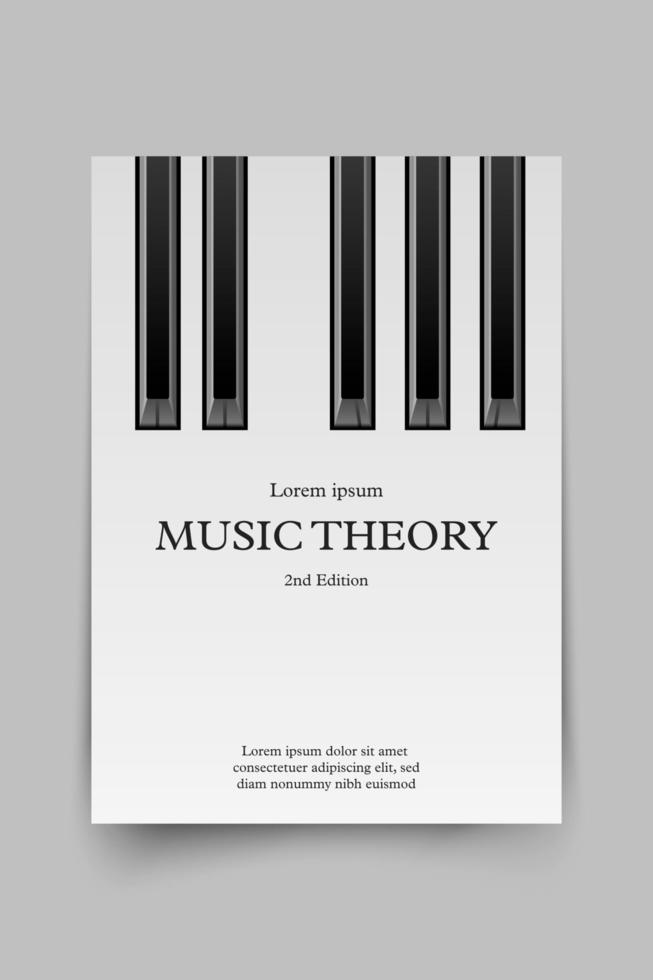 Lorem ipsum
MUSIC THEORY
2nd Edition
Lorem ipsum dolor sit amet
consectetuer adipiscing elit, sed
diam nonummy nibh euismod